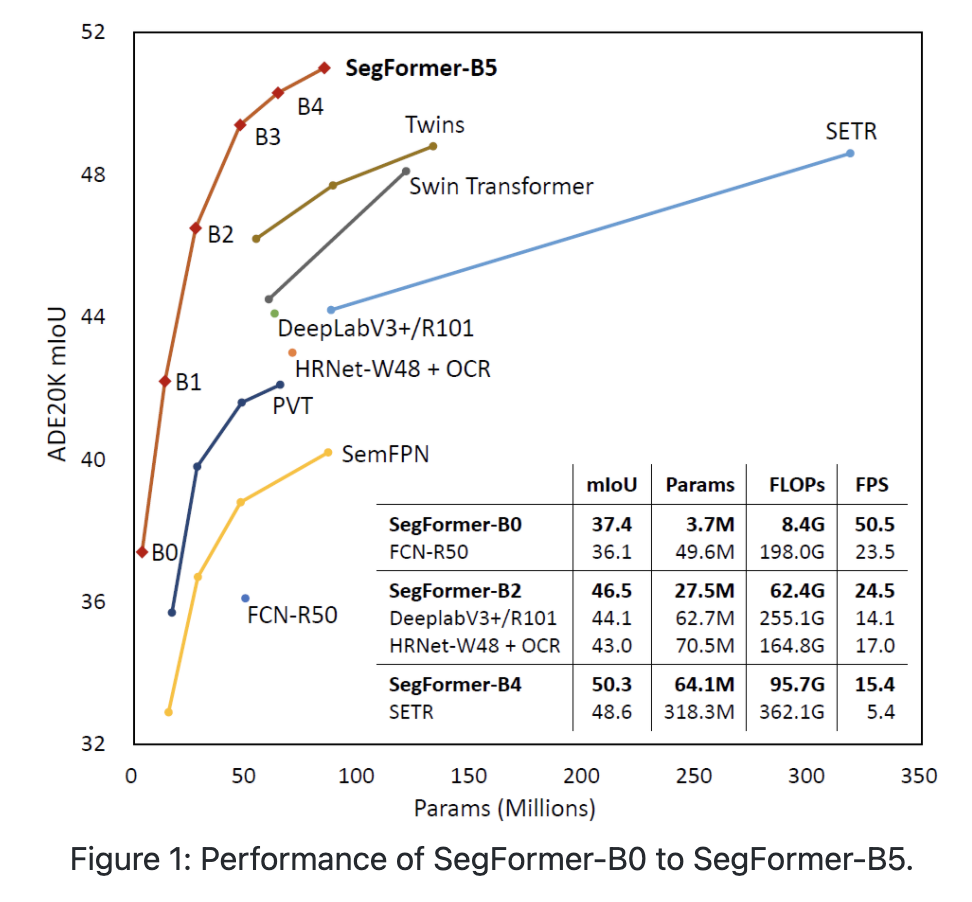 52
48
44
40
36
32
ADE20K mIoU
SegFormer-B5
B4
B3
B2
B1
B0
Twins
SETR
Swin Transformer
DeepLabV3+/R101
HRNet-W48 + OCR
PVT
SemFPN
FCN-R50
mIoU Params FLOPs FPS
SegFormer-B0 37.4 3.7M 8.4G 50.5
FCN-R50 36.1 49.6M 198.0G 23.5
SegFormer-B2 46.5 27.5M 62.4G 24.5
DeeplabV3+/R101 44.1 62.7M 255.1G 14.1
HRNet-W48 + OCR 43.0 70.5M 164.8G 17.0
SegFormer-B4 50.3 64.1M 95.7G 15.4
SETR 48.6 318.3M 362.1G 5.4
0 50 100 150 200 250 300 350
Params (Millions)
Figure 1: Performance of SegFormer-B0 to SegFormer-B5.